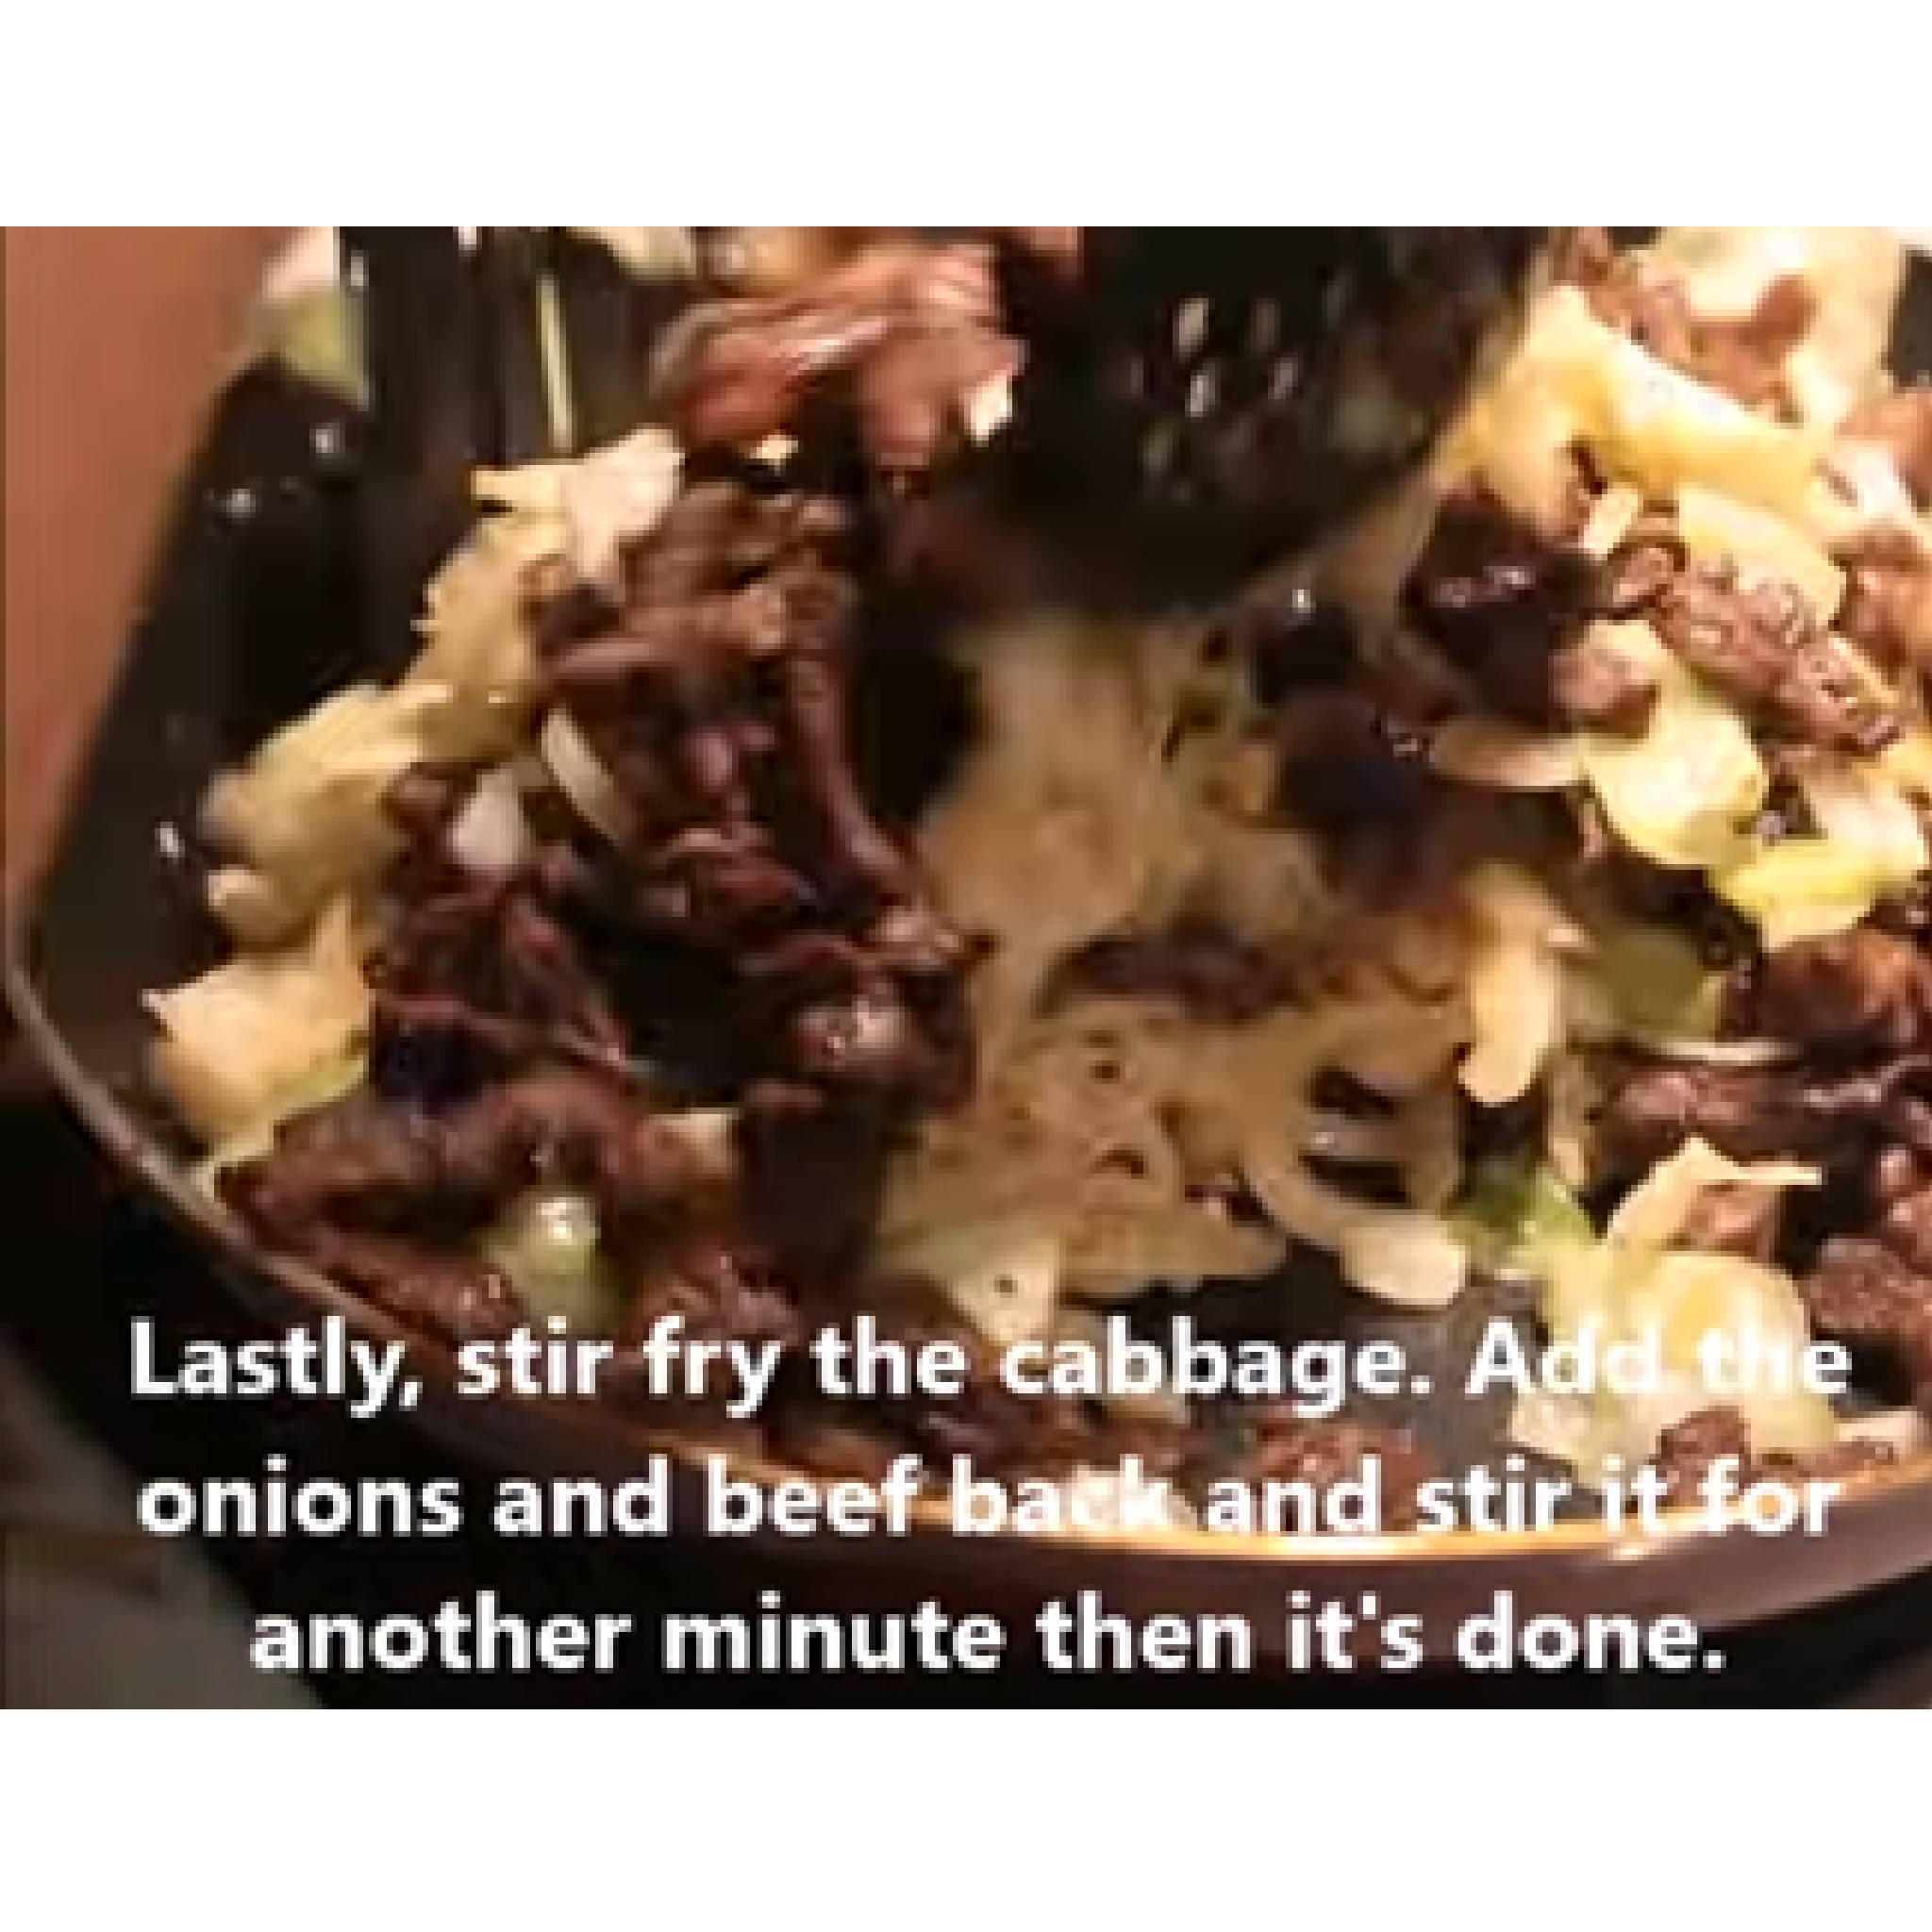 Lastly, stir fry the cabbage. Add the
onions and beef back and stir it for
another minute then it's done.